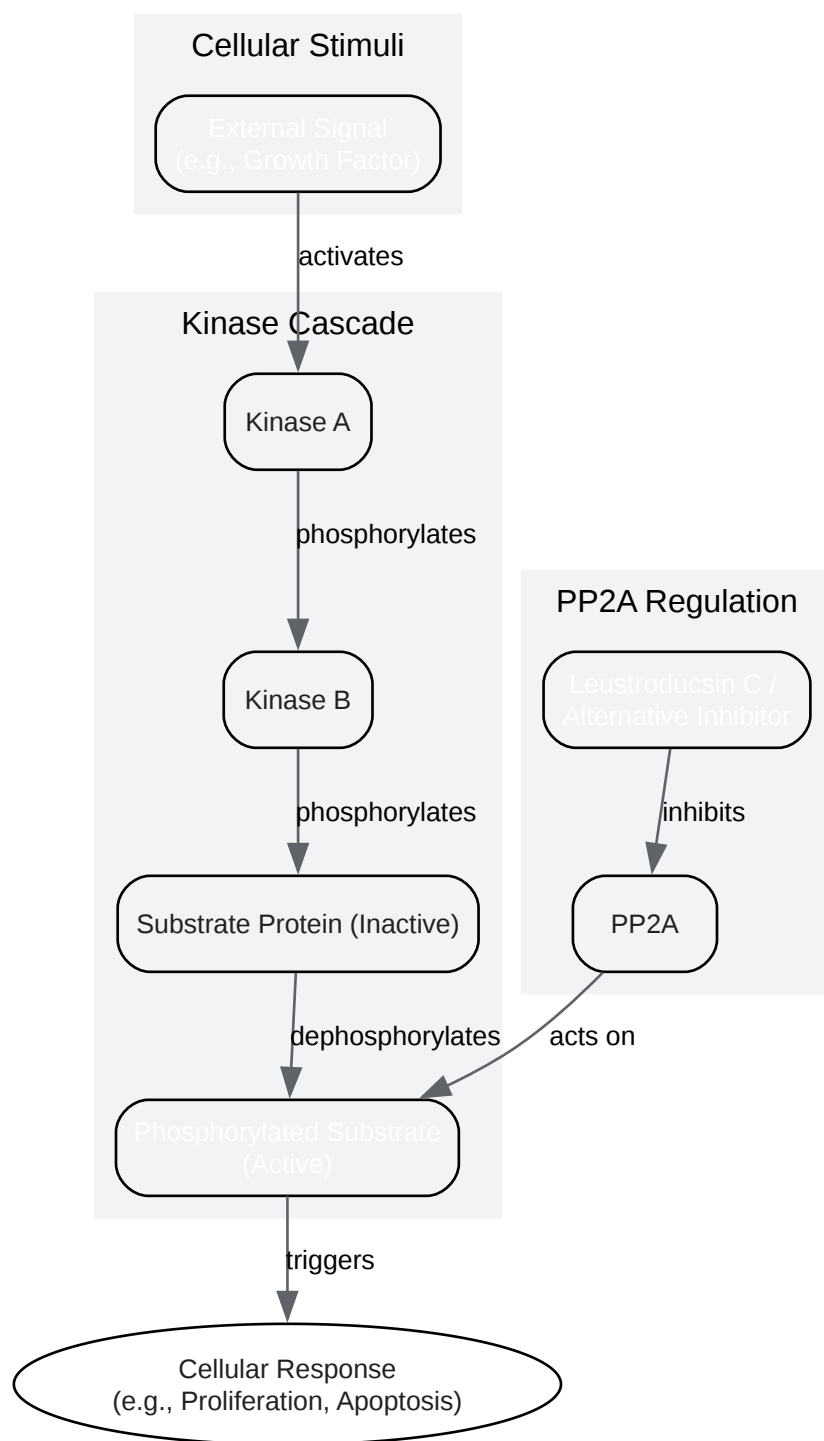 Cellular Stimuli
External Signal
(e.g., Growth Factor)
activates
Kinase Cascade
Kinase A
phosphorylates
PP2A Regulation
Kinase B
Leustroducsin C /
Alternative Inhibitor
phosphorylates
inhibits
Substrate Protein (Inactive)
PP2A
dephosphorylates
acts on
Phosphorylated Substrate
(Active)
triggers
Cellular Response
(e.g., Proliferation, Apoptosis)